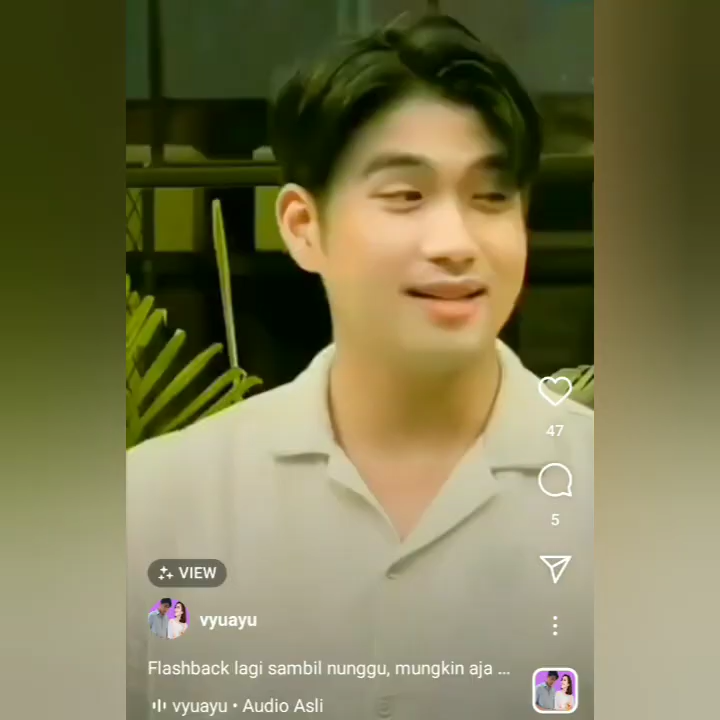 47
5
VIEW
vyuayu
Flashback lagi sambil nunggu, mungkin aja ...
vyuayu • Audio Asli